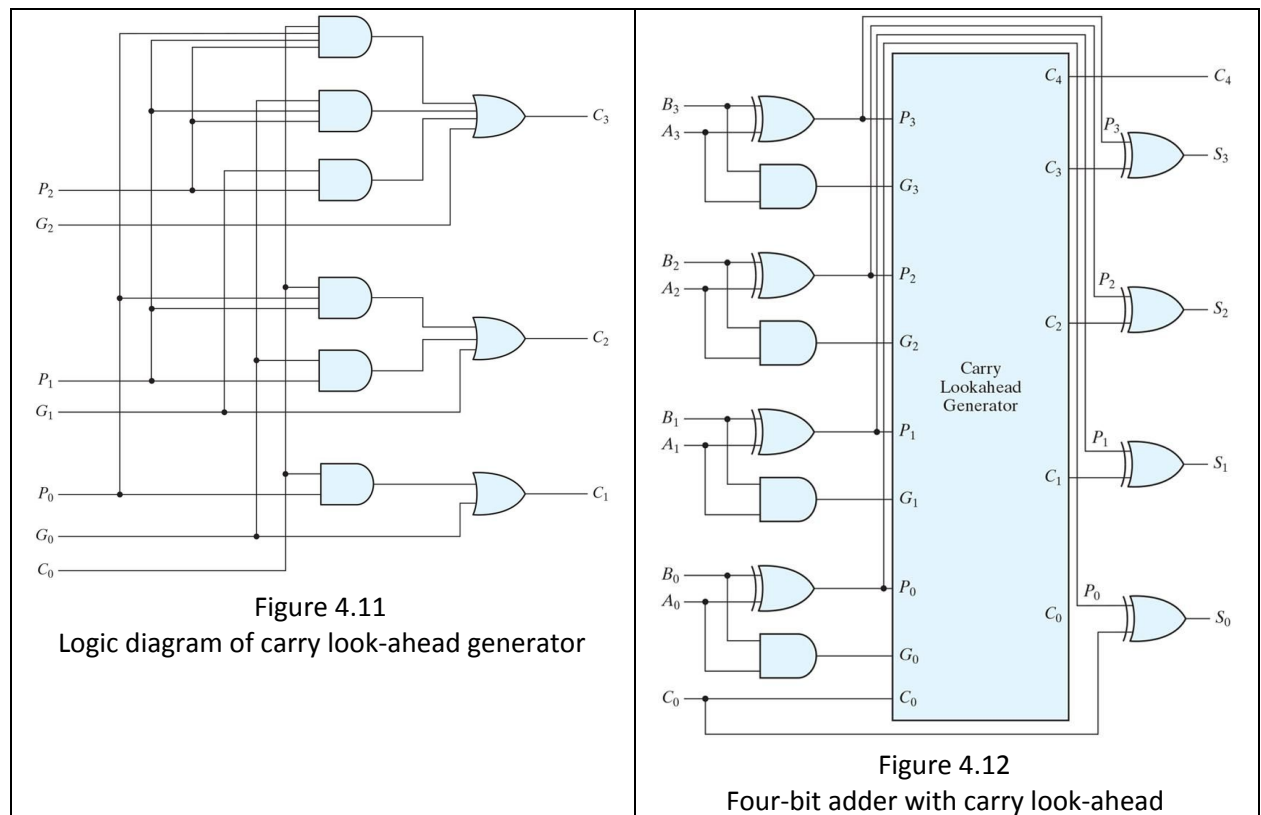 C₃
P₂
G₂
C₂
P₁
G₁
P₀
C₁
G₀
C₀
Figure 4.11
Logic diagram of carry look-ahead generator
C₄ C₄
B₃
A₃
P₃ P₃
C₃ S₃
G₃
B₂
A₂
P₂ P₂
S₂
C₂
G₂
Carry
Lookahead
Generator
B₁
A₁
P₁ P₁
S₁
C₁
G₁
B₀
A₀
P₀ P₀
C₀ S₀
G₀
C₀ C₀
Figure 4.12
Four-bit adder with carry look-ahead